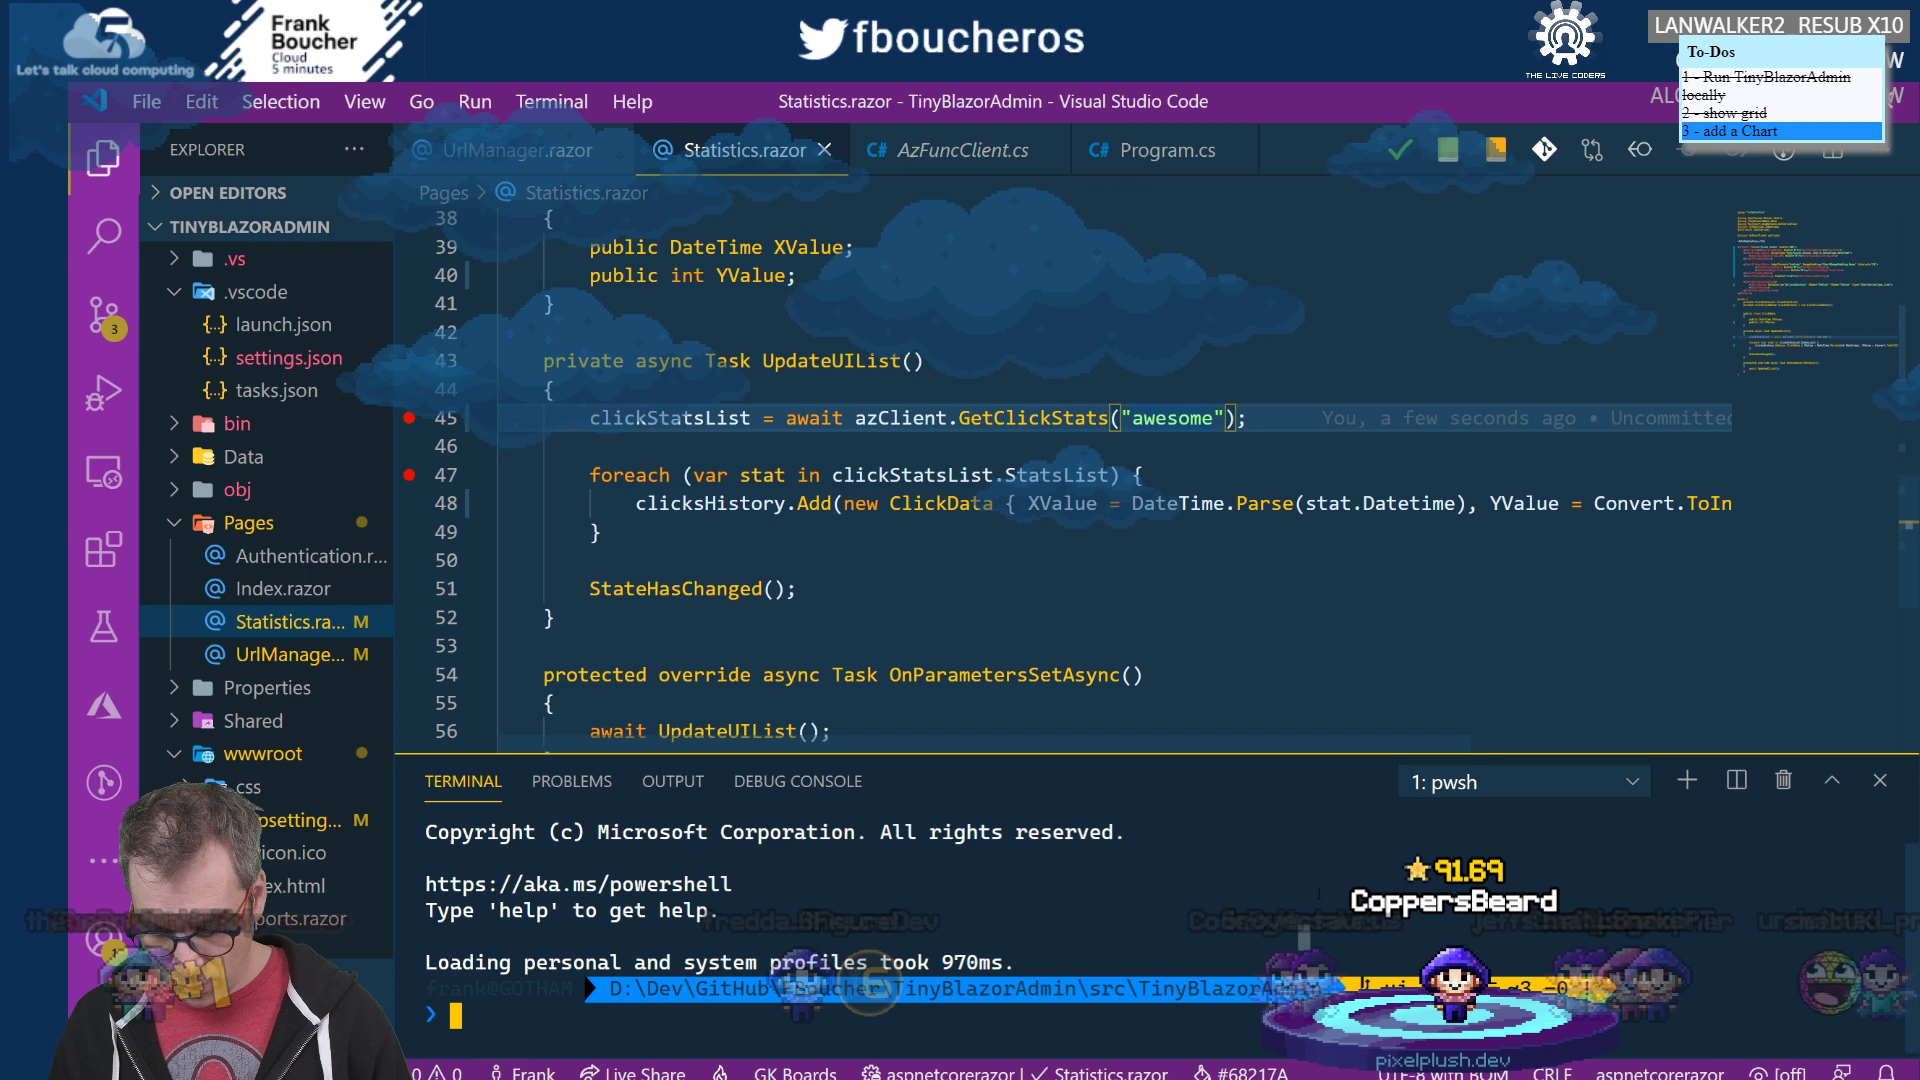 Let's talk cloud computing
Frank
Boucher
Cloud
5 minutes
fboucheros
THE LIVE CODERS
LANWALKER2 RESUB X10
To-Dos
1 - Run TinyBlazorAdmin
locally
2 - show grid
3 - add a Chart
File Edit Selection View Go Run Terminal Help
Statistics.razor - TinyBlazorAdmin - Visual Studio Code
EXPLORER
UrlManager.razor
Statistics.razor
C# AzFuncClient.cs
C# Program.cs
Pages > Statistics.razor
OPEN EDITORS
TINYBLAZORADMIN
.vs
.vscode
launch.json
settings.json
tasks.json
bin
Data
obj
Pages
Authentication.r...
Index.razor
Statistics.ra... M
UrlManage... M
Properties
Shared
wwwroot
css
psetting... M
icon.ico
ex.html
ports.razor
3
38 {
39 public DateTime XValue;
40 public int YValue;
41 }
42
43 private async Task UpdateUIList()
44 {
45 clickStatsList = await azClient.GetClickStats("awesome"); You, a few seconds ago • Uncommitted
46
47 foreach (var stat in clickStatsList.StatsList) {
48 clicksHistory.Add(new ClickData { XValue = DateTime.Parse(stat.Datetime), YValue = Convert.ToIn
49 }
50
51 StateHasChanged();
52 }
53
54 protected override async Task OnParametersSetAsync()
55 {
56 await UpdateUIList();
TERMINAL PROBLEMS OUTPUT DEBUG CONSOLE
1: pwsh
Copyright (c) Microsoft Corporation. All rights reserved.
https://aka.ms/powershell
Type 'help' to get help.
Loading personal and system profiles took 970ms.
frank@GOTHAM D:\Dev\GitHub\FBoucher\TinyBlazorAdmin\src\TinyBlazorAdmin
91.69
CoppersBeard
#1
pixelplush.dev
0 0 Frank Live Share GK Boards aspnetcorerazor | Statistics.razor #68217A UTF-8 with BOM CRLF aspnetcorerazor [off]